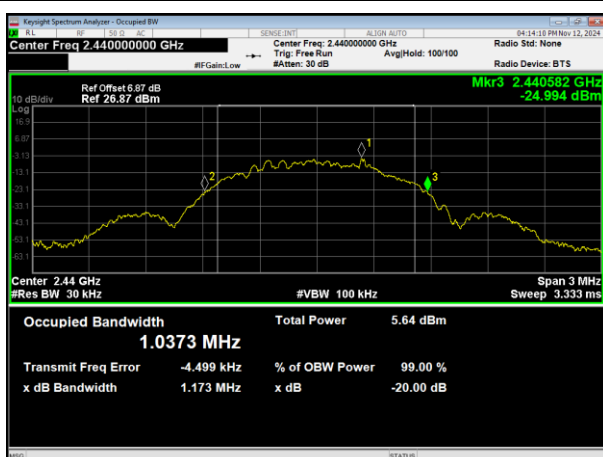 Keysight Spectrum Analyzer - Occupied BW
RL RF 50 Ω AC SENSE:INT ALIGN AUTO 04:14:10 PM Nov 12, 2024
Center Freq 2.440000000 GHz Center Freq: 2.440000000 GHz Radio Std: None
Trig: Free Run Avg|Hold: 100/100
#IFGain:Low #Atten: 30 dB Radio Device: BTS
Ref Offset 6.87 dB Mkr3 2.440582 GHz
10 dB/div Ref 26.87 dBm -24.994 dBm
Log
16.9
6.87
-3.13
-13.1
-23.1
-33.1
-43.1
-53.1
-63.1
1
2
3
Center 2.44 GHz Span 3 MHz
#Res BW 30 kHz #VBW 100 kHz Sweep 3.333 ms
Occupied Bandwidth Total Power 5.64 dBm
1.0373 MHz
Transmit Freq Error -4.499 kHz % of OBW Power 99.00 %
x dB Bandwidth 1.173 MHz x dB -20.00 dB
MSG STATUS